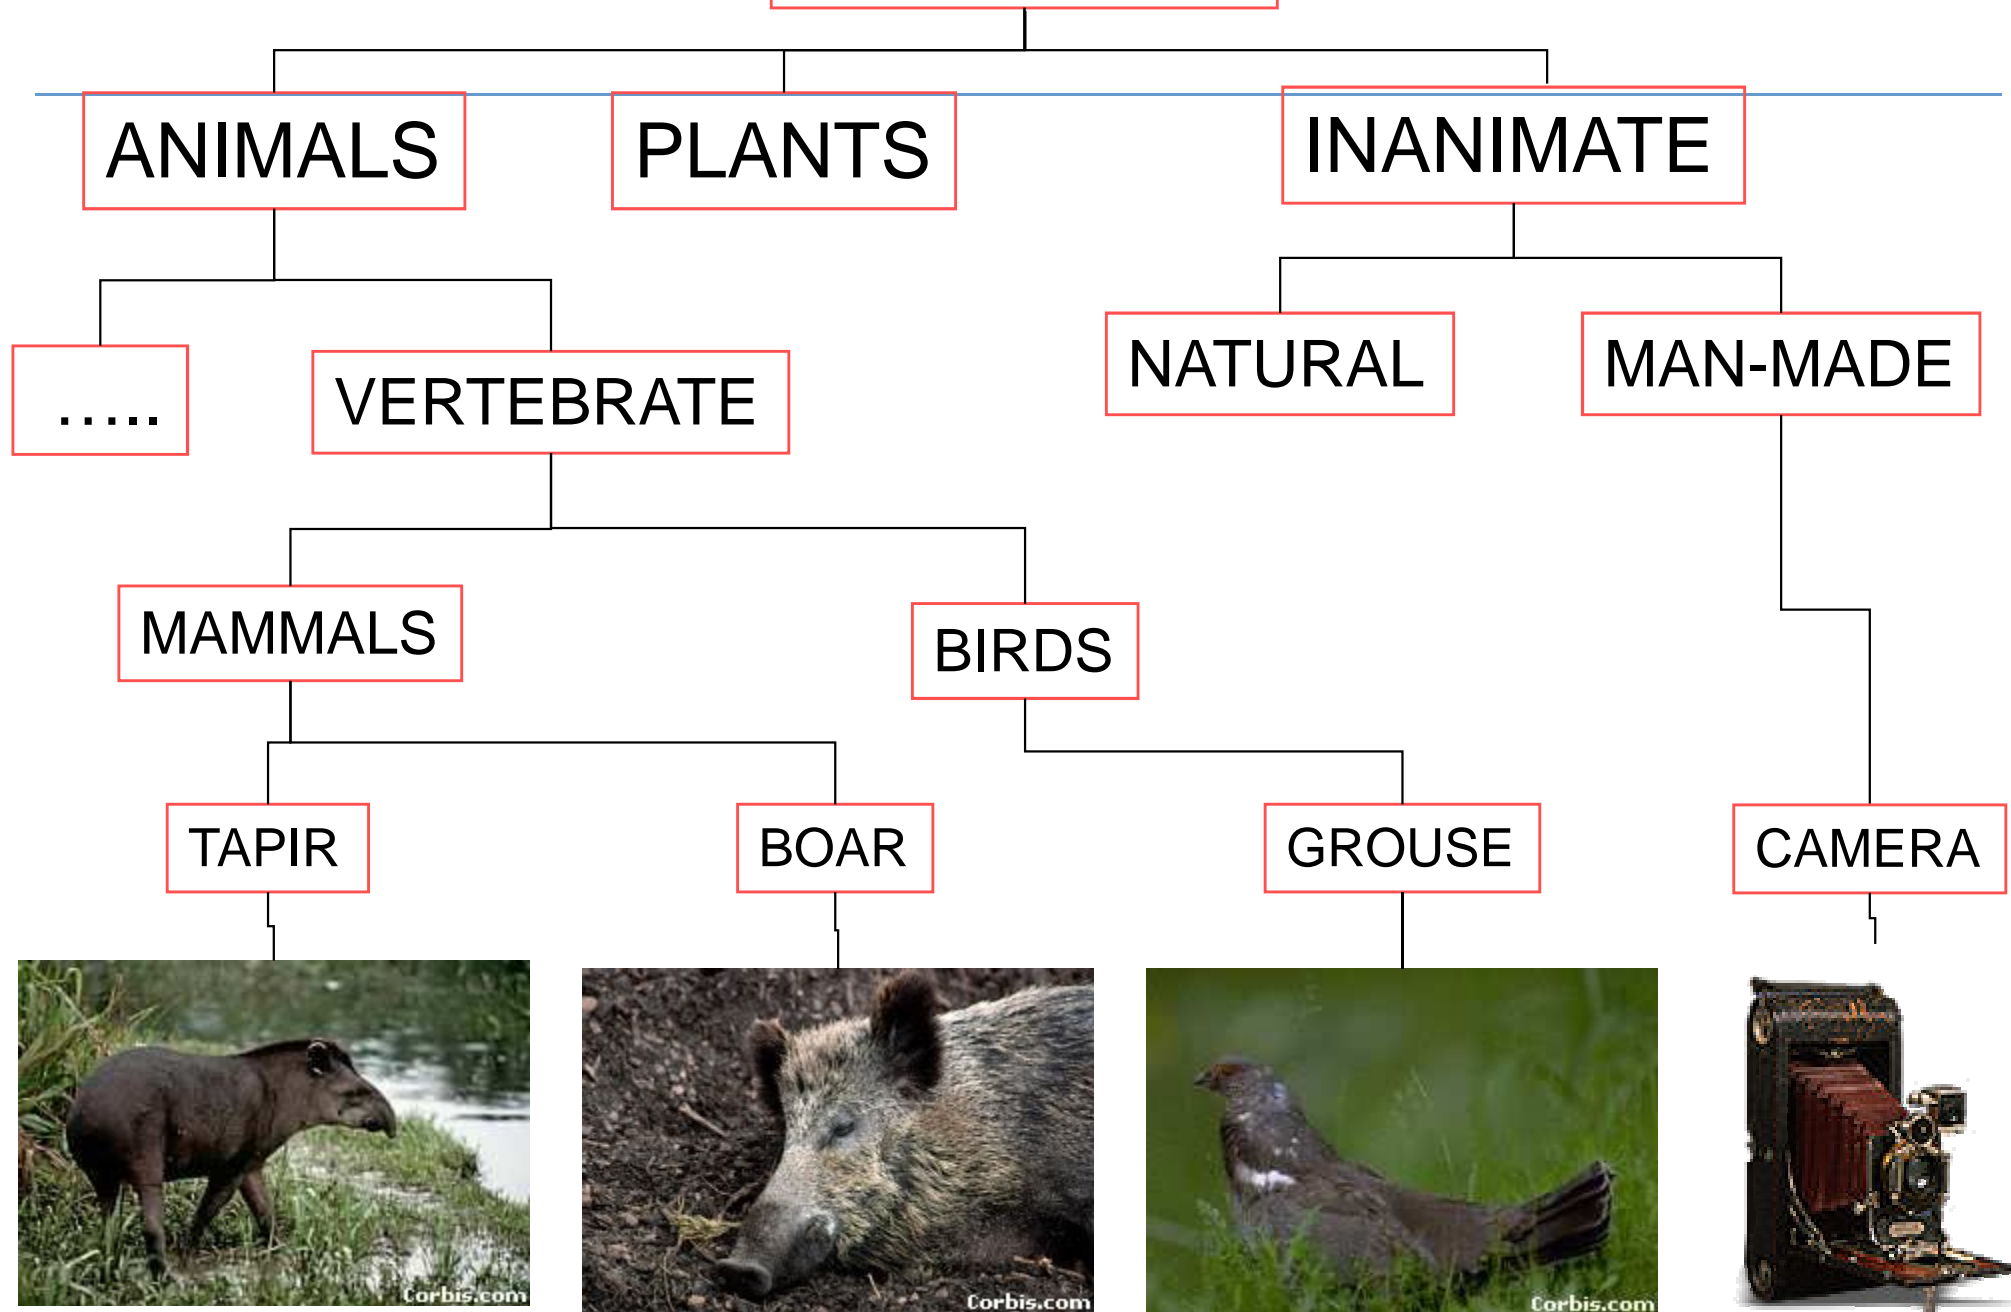 ANIMALS
PLANTS
INANIMATE
NATURAL
MAN-MADE
…..
VERTEBRATE
MAMMALS
BIRDS
TAPIR
BOAR
GROUSE
CAMERA
Corbis.com
Corbis.com
Corbis.com